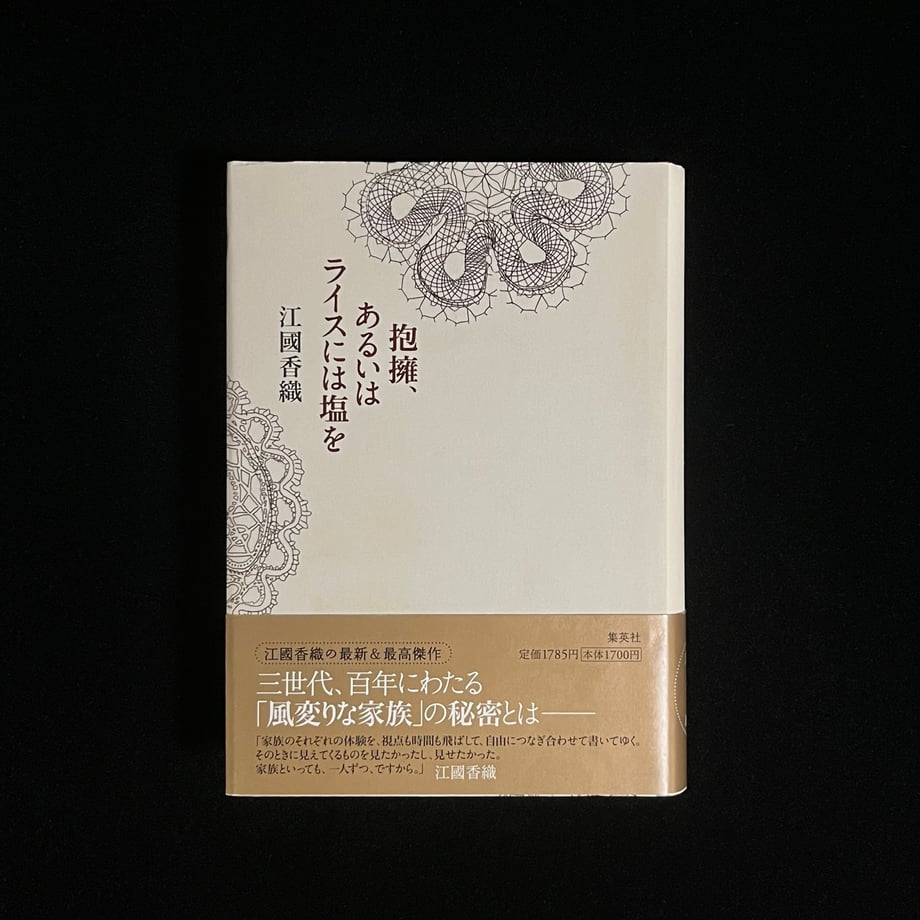 抱擁、
あるいは
ライスには塩を
江國香織
集英社
定価1785円 本体1700円
江國香織の最新＆最高傑作
三世代、百年にわたる
「風変りな家族」の秘密とは――
「家族のそれぞれの体験を、視点も時間も飛ばして、自由につなぎ合わせて書いてゆく。
そのときに見えてくるものを見たかったし、見せたかった。
家族といっても、一人ずつ、ですから。」 江國香織